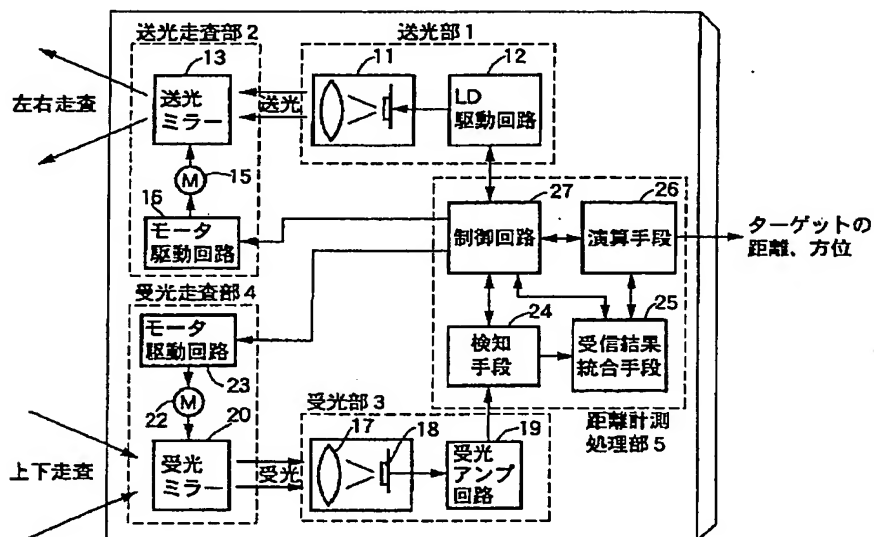 送光走査部2
送光部1
13
送光
ミラー
左右走査
送光
11
12
LD
駆動回路
M
15
16
モータ
駆動回路
27
制御回路
26
演算手段
ターゲットの
距離、方位
受光走査部4
モータ
駆動回路
23
24
検知
手段
25
受信結果
統合手段
M
22
20
受光
ミラー
上下走査
受光
受光部3
17
18
19
受光
アンプ
回路
距離計測
処理部5